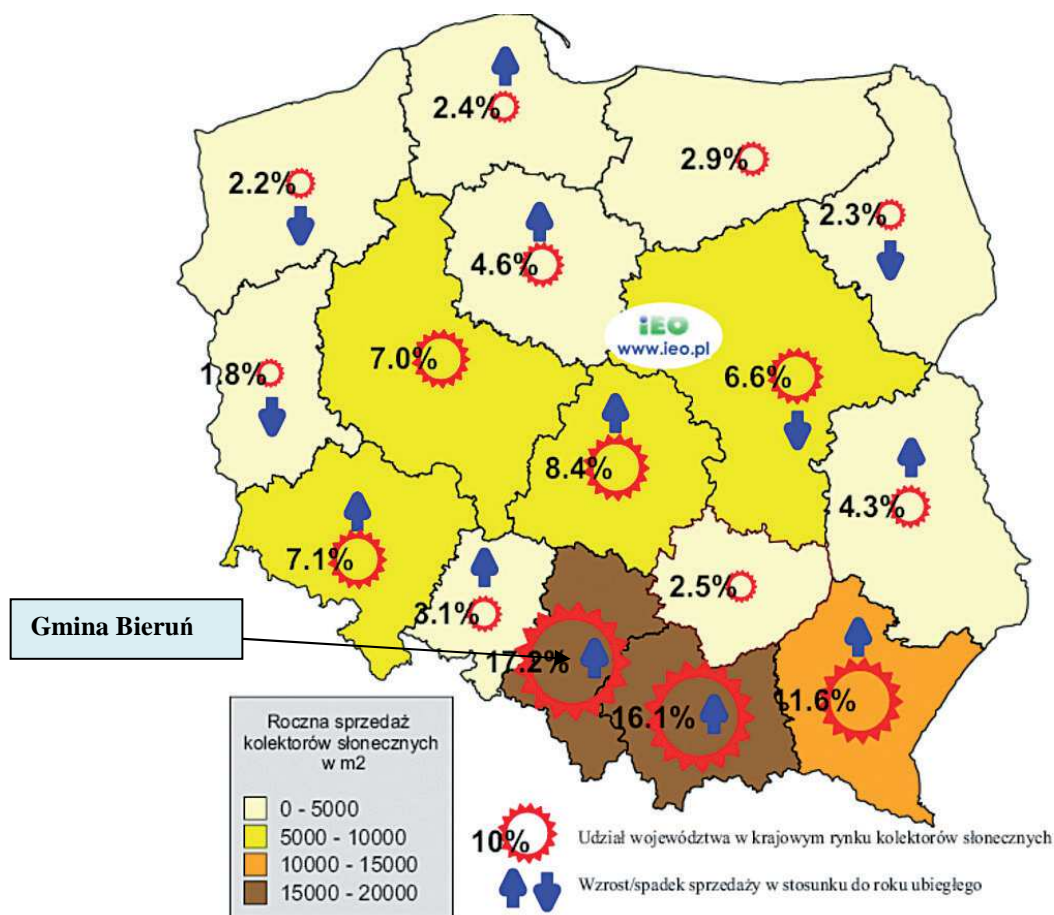 2.4%
2.9%
2.2%
2.3%
4.6%
iEO
www.ieo.pl
7.0%
1.8%
6.6%
8.4%
4.3%
7.1%
3.1%
2.5%
Gmina Bieruń
17.2%
16.1%
11.6%
Roczna sprzedaż
kolektorów słonecznych
w m2
0 - 5000
5000 - 10000
10000 - 15000
15000 - 20000
10%
Udział województwa w krajowym rynku kolektorów słonecznych
Wzrost/spadek sprzedaży w stosunku do roku ubiegłego